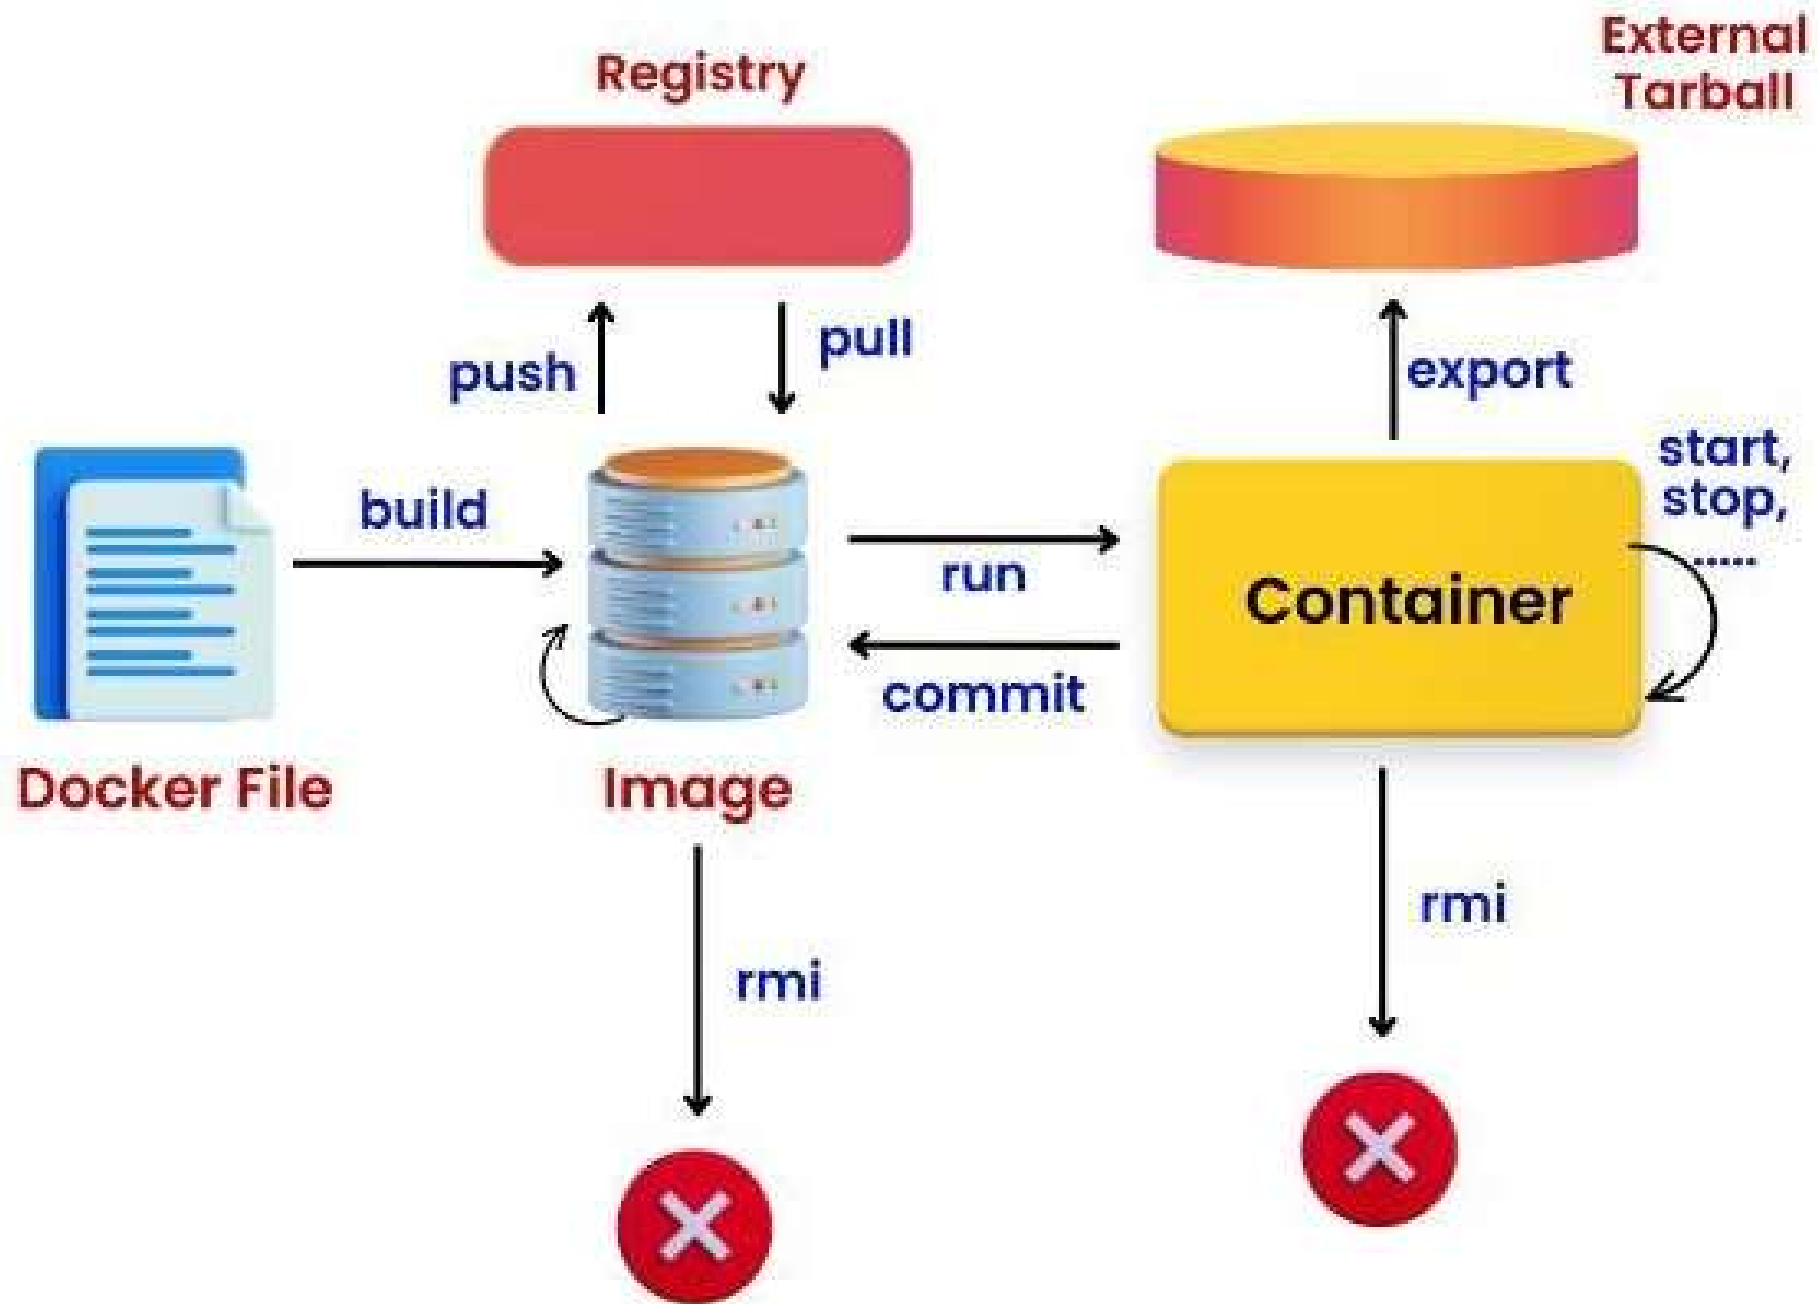 Registry
External
Tarball
push
pull
export
start,
stop,
.....
build
run
Container
commit
Docker File
Image
rmi
rmi